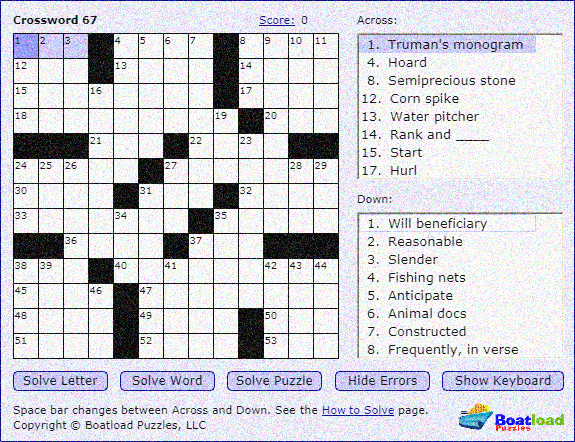 Crossword 67
Score: 0
1 2 3 4 5 6 7 8 9 10 11
12 13 14
15 16 17
18 19 20
21 22 23
24 25 26 27 28 29
30 31 32
33 34 35
36 37
38 39 40 41 42 43 44
45 46 47
48 49 50
51 52 53
Across:
1. Truman's monogram
4. Hoard
8. Semiprecious stone
12. Corn spike
13. Water pitcher
14. Rank and ____
15. Start
17. Hurl
Down:
1. Will beneficiary
2. Reasonable
3. Slender
4. Fishing nets
5. Anticipate
6. Animal docs
7. Constructed
8. Frequently, in verse
Solve Letter Solve Word Solve Puzzle Hide Errors Show Keyboard
Space bar changes between Across and Down. See the How to Solve page.
Copyright © Boatload Puzzles, LLC
Boatload
Puzzles